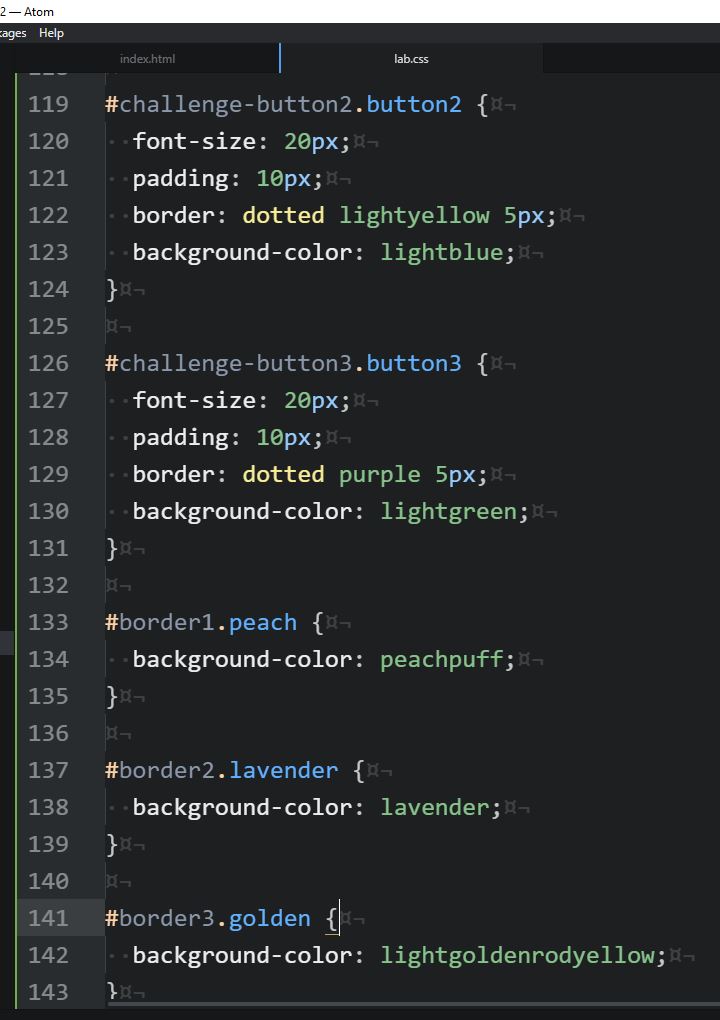 2 — Atom
kages Help
index.html lab.css
119 #challenge-button2.button2 {¤¬
120 ··font-size: 20px;¤¬
121 ··padding: 10px;¤¬
122 ··border: dotted lightyellow 5px;¤¬
123 ··background-color: lightblue;¤¬
124 }¤¬
125 ¤¬
126 #challenge-button3.button3 {¤¬
127 ··font-size: 20px;¤¬
128 ··padding: 10px;¤¬
129 ··border: dotted purple 5px;¤¬
130 ··background-color: lightgreen;¤¬
131 }¤¬
132 ¤¬
133 #border1.peach {¤¬
134 ··background-color: peachpuff;¤¬
135 }¤¬
136 ¤¬
137 #border2.lavender {¤¬
138 ··background-color: lavender;¤¬
139 }¤¬
140 ¤¬
141 #border3.golden {¤¬
142 ··background-color: lightgoldenrodyellow;¤¬
143 }¤¬